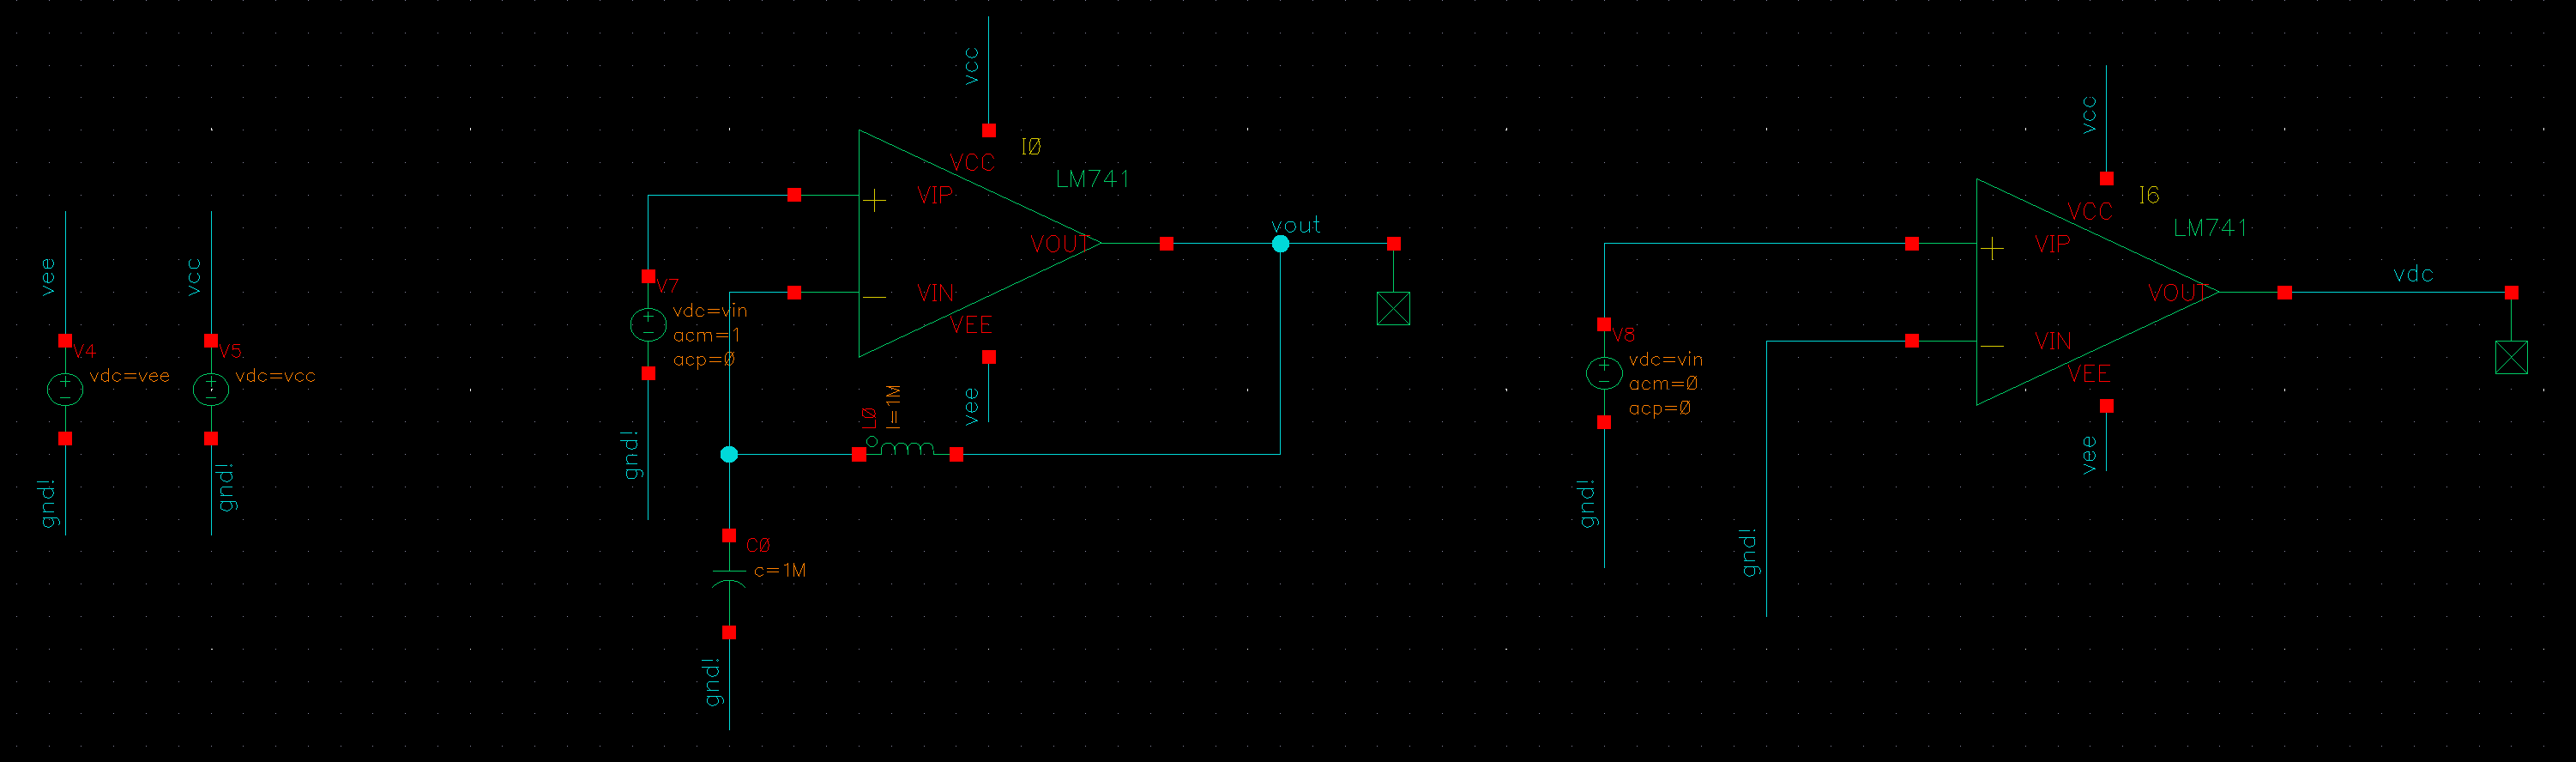 vee
V4
vdc=vee
gnd!
vcc
V5
vdc=vcc
gnd!
vcc
I0
LM741
VCC
VIP
VIN
VOUT
VEE
vee
vout
V7
vdc=vin
acm=1
acp=0
gnd!
L0
l=1M
C0
c=1M
gnd!
vcc
I6
LM741
VCC
VIP
VIN
VOUT
VEE
vee
vdc
V8
vdc=vin
acm=0
acp=0
gnd!
gnd!